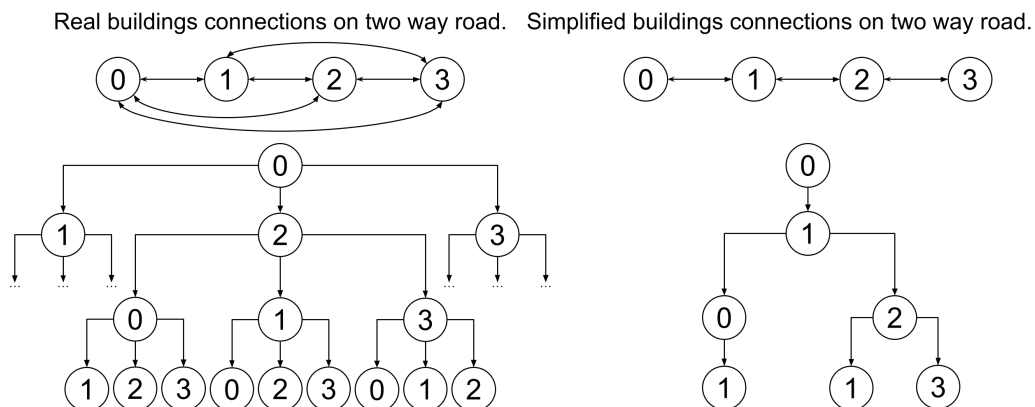 Real buildings connections on two way road. Simplified buildings connections on two way road.
0 1 2 3 0 1 2 3
0 0
1 2 3 1
... ... ... ... ... ...
0 1 3 0 2
1 2 3 0 2 3 0 1 2 1 1 3